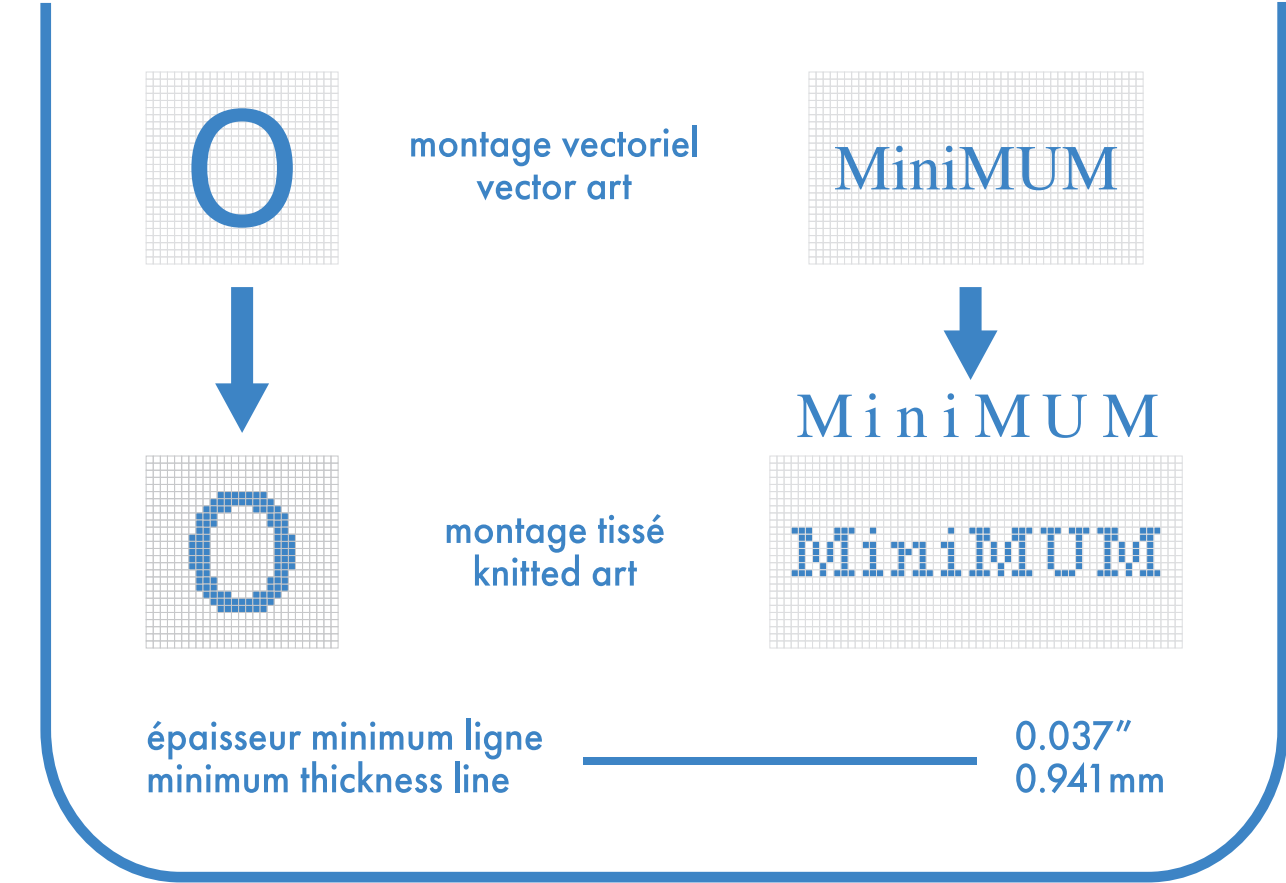 O
montage vectoriel
vector art
MiniMUM
MiniMUM
O
montage tissé
knitted art
MiniMUM
épaisseur minimum ligne
minimum thickness line
0.037"
0.941mm